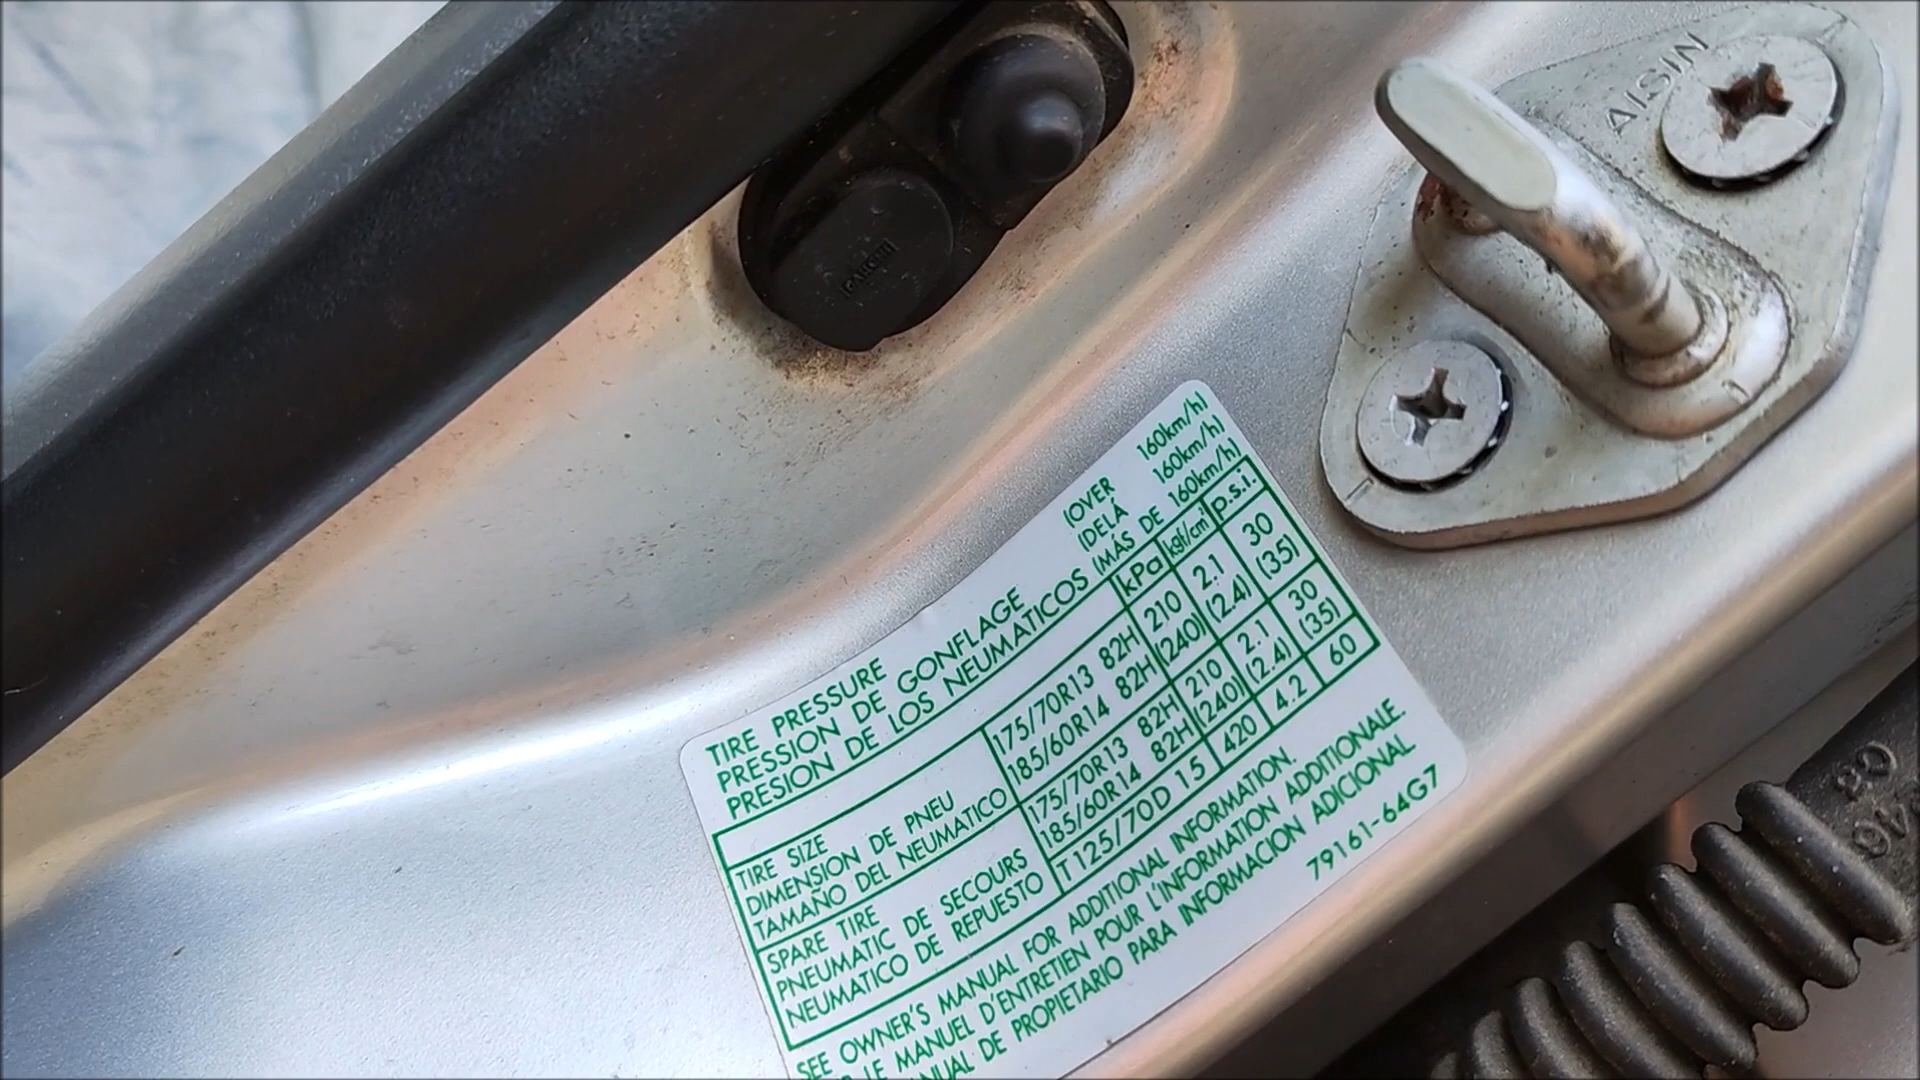 AISIN
TIRE PRESSURE (OVER 160km/h)
PRESSION DE GONFLAGE (DELÁ 160km/h)
PRESION DE LOS NEUMATICOS (MÁS DE 160km/h)
kPa kgf/cm² p.s.i.
TIRE SIZE
DIMENSION DE PNEU
TAMAÑO DEL NEUMATICO
175/70R13 82H 210 2.1 30
185/60R14 82H (240) (2.4) (35)
SPARE TIRE
PNEUMATIC DE SECOURS
NEUMATICO DE REPUESTO
175/70R13 82H 210 2.1 30
185/60R14 82H (240) (2.4) (35)
T125/70D 15 420 4.2 60
SEE OWNER'S MANUAL FOR ADDITIONAL INFORMATION.
LE MANUEL D'ENTRETIEN POUR L'INFORMATION ADDITIONALE
DE PROPIETARIO PARA INFORMACION ADICIONAL
79161-64G7